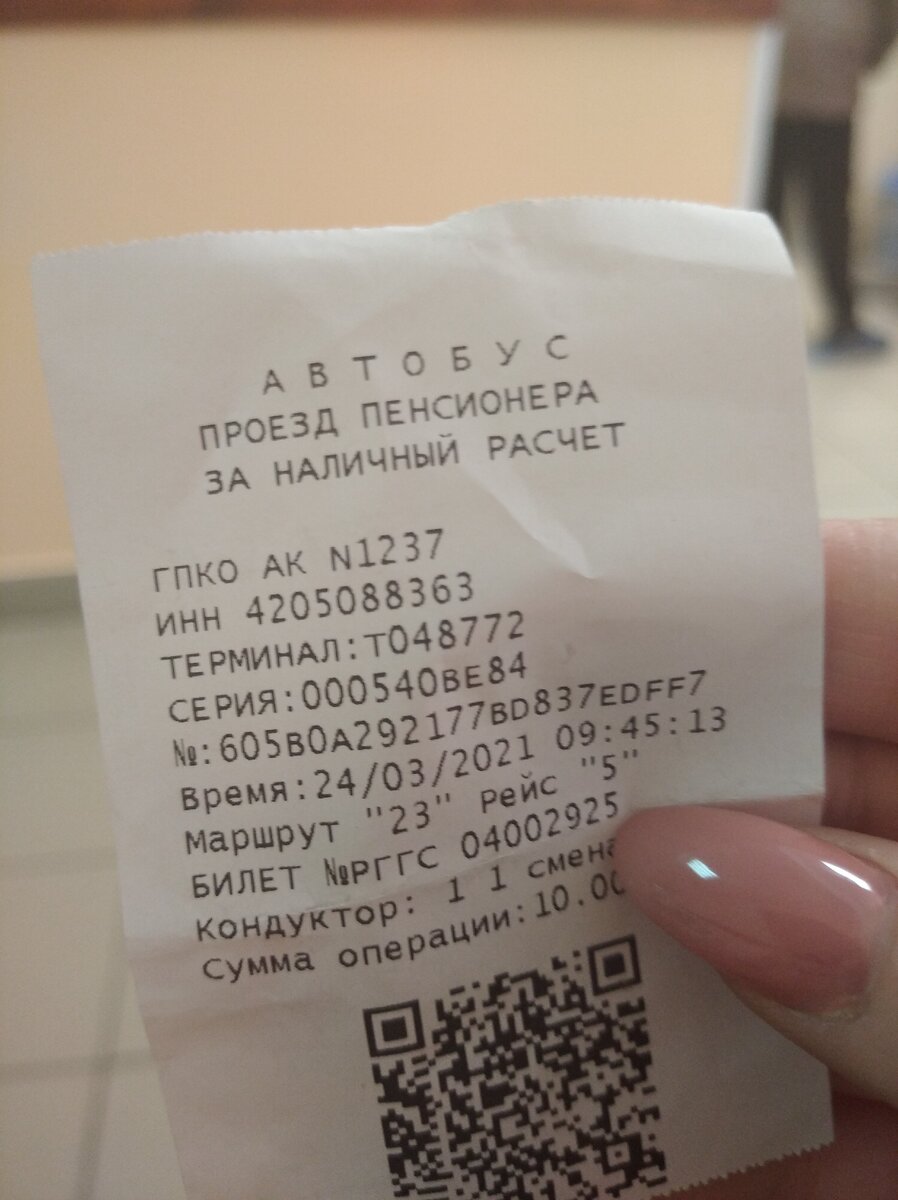 А В Т О Б У С
ПРОЕЗД ПЕНСИОНЕРА
ЗА НАЛИЧНЫЙ РАСЧЕТ
ГПКО АК N1237
ИНН 4205088363
ТЕРМИНАЛ:Т048772
СЕРИЯ:000540BE84
№:605B0A292177BD837EDFF7
Время:24/03/2021 09:45:13
Маршрут "23" Рейс "5"
БИЛЕТ №РГГС 04002925
Кондуктор: 1 1 смена
Сумма операции:10.00